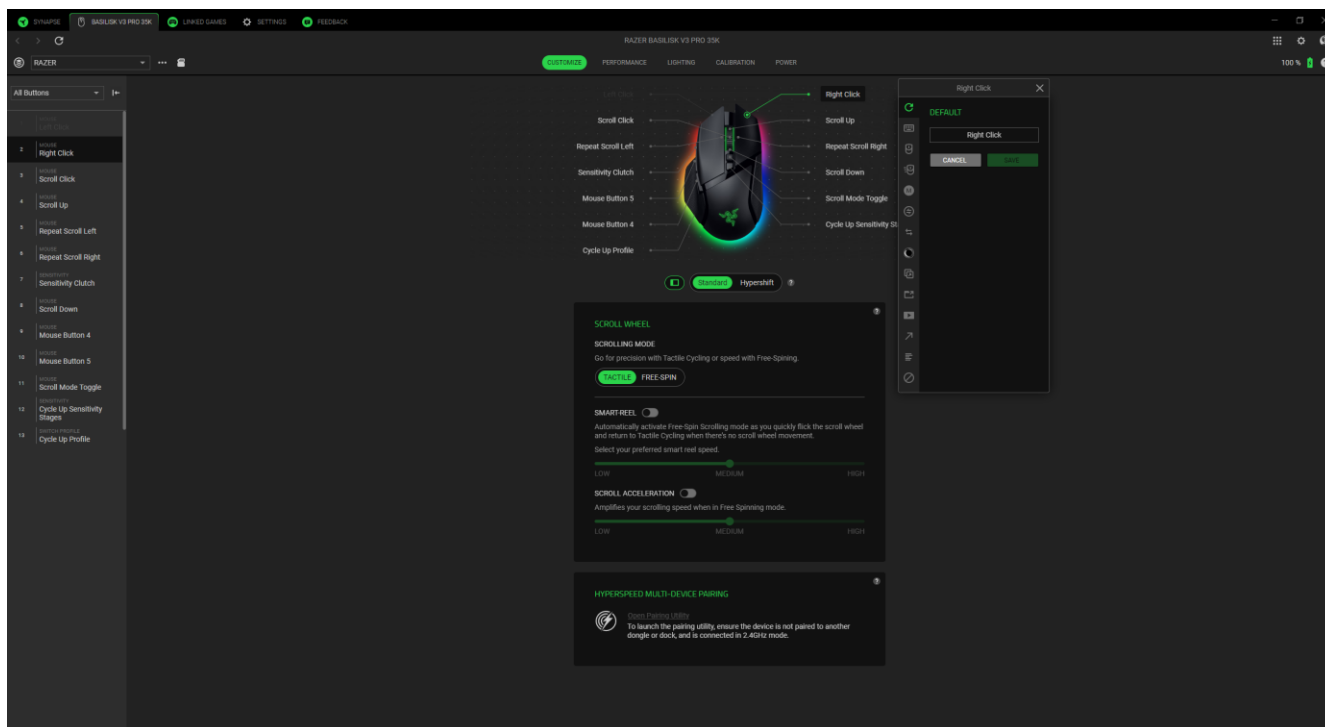 SYNAPSE
BASILISK V3 PRO 35K
LINKED GAMES
SETTINGS
FEEDBACK
RAZER BASILISK V3 PRO 35K
RAZER
CUSTOMIZE
PERFORMANCE
LIGHTING
CALIBRATION
POWER
100 %
All Buttons
MOUSE
Left Click
2
MOUSE
Right Click
3
MOUSE
Scroll Click
4
MOUSE
Scroll Up
5
MOUSE
Repeat Scroll Left
6
MOUSE
Repeat Scroll Right
7
SENSITIVITY
Sensitivity Clutch
8
MOUSE
Scroll Down
9
MOUSE
Mouse Button 4
10
MOUSE
Mouse Button 5
11
MOUSE
Scroll Mode Toggle
12
SENSITIVITY
Cycle Up Sensitivity
Stages
13
SWITCH PROFILE
Cycle Up Profile
Left Click
Scroll Click
Repeat Scroll Left
Sensitivity Clutch
Mouse Button 5
Mouse Button 4
Cycle Up Profile
Right Click
Scroll Up
Repeat Scroll Right
Scroll Down
Scroll Mode Toggle
Cycle Up Sensitivity St
Standard
Hypershift
?
?
SCROLL WHEEL
SCROLLING MODE
Go for precision with Tactile Cycling or speed with Free-Spining.
TACTILE
FREE-SPIN
SMART-REEL
Automatically activate Free-Spin Scrolling mode as you quickly flick the scroll wheel
and return to Tactile Cycling when there's no scroll wheel movement.
Select your preferred smart reel speed.
LOW
MEDIUM
HIGH
SCROLL ACCELERATION
Amplifies your scrolling speed when in Free Spinning mode.
LOW
MEDIUM
HIGH
?
HYPERSPEED MULTI-DEVICE PAIRING
Open Pairing Utility
To launch the pairing utility, ensure the device is not paired to another
dongle or dock, and is connected in 2.4GHz mode.
Right Click
DEFAULT
Right Click
CANCEL
SAVE